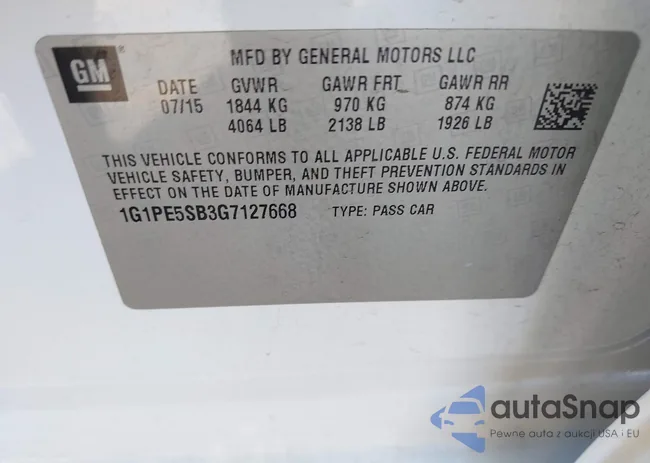 GM
MFD BY GENERAL MOTORS LLC
DATE GVWR GAWR FRT GAWR RR
07/15 1844 KG 970 KG 874 KG
4064 LB 2138 LB 1926 LB
THIS VEHICLE CONFORMS TO ALL APPLICABLE U.S. FEDERAL MOTOR
VEHICLE SAFETY, BUMPER, AND THEFT PREVENTION STANDARDS IN
EFFECT ON THE DATE OF MANUFACTURE SHOWN ABOVE.
1G1PE5SB3G7127668 TYPE: PASS CAR
autaSnap
Pewne auta z aukcji USA i EU